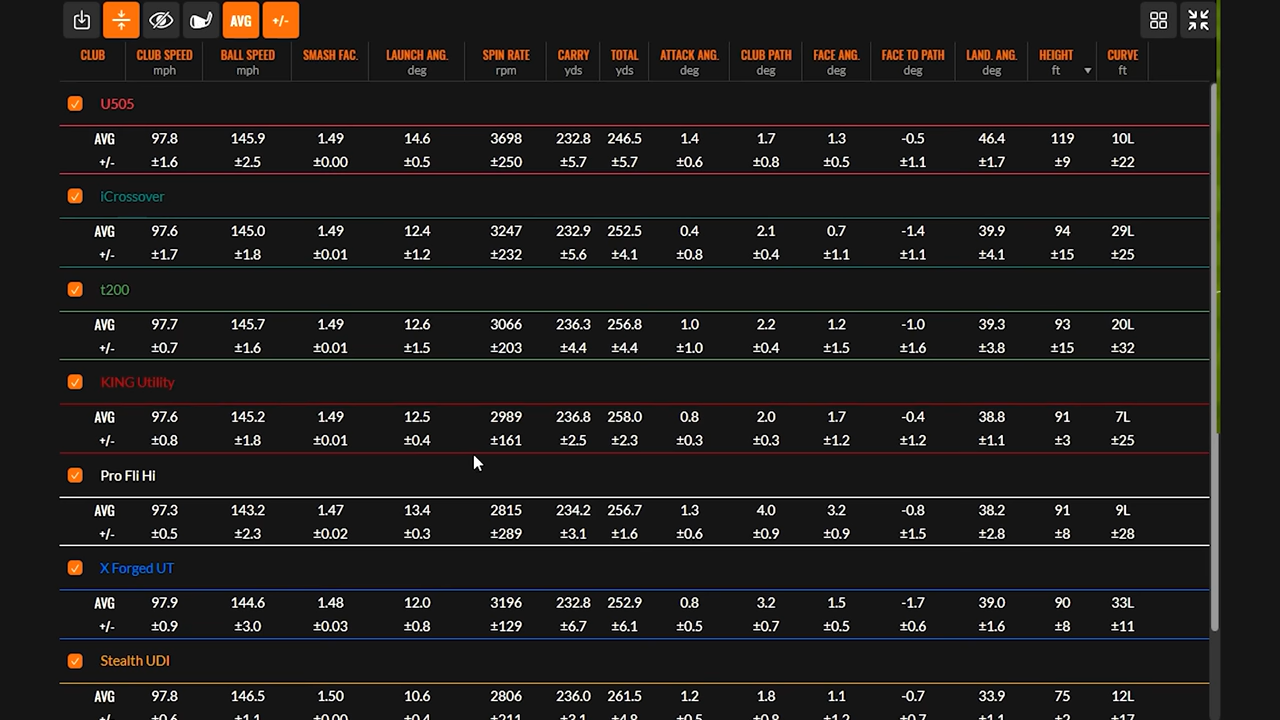 AVG +/-
CLUB CLUB SPEED BALL SPEED SMASH FAC. LAUNCH ANG. SPIN RATE CARRY TOTAL ATTACK ANG. CLUB PATH FACE ANG. FACE TO PATH LAND. ANG. HEIGHT CURVE
mph mph deg rpm yds yds deg deg deg deg deg ft ft
U505
AVG 97.8 145.9 1.49 14.6 3698 232.8 246.5 1.4 1.7 1.3 -0.5 46.4 119 10L
+/- ±1.6 ±2.5 ±0.00 ±0.5 ±250 ±5.7 ±5.7 ±0.6 ±0.8 ±0.5 ±1.1 ±1.7 ±9 ±22
iCrossover
AVG 97.6 145.0 1.49 12.4 3247 232.9 252.5 0.4 2.1 0.7 -1.4 39.9 94 29L
+/- ±1.7 ±1.8 ±0.01 ±1.2 ±232 ±5.6 ±4.1 ±0.8 ±0.4 ±1.1 ±1.1 ±4.1 ±15 ±25
t200
AVG 97.7 145.7 1.49 12.6 3066 236.3 256.8 1.0 2.2 1.2 -1.0 39.3 93 20L
+/- ±0.7 ±1.6 ±0.01 ±1.5 ±203 ±4.4 ±4.4 ±1.0 ±0.4 ±1.5 ±1.6 ±3.8 ±15 ±32
KING Utility
AVG 97.6 145.2 1.49 12.5 2989 236.8 258.0 0.8 2.0 1.7 -0.4 38.8 91 7L
+/- ±0.8 ±1.8 ±0.01 ±0.4 ±161 ±2.5 ±2.3 ±0.3 ±0.3 ±1.2 ±1.2 ±1.1 ±3 ±25
Pro Fli Hi
AVG 97.3 143.2 1.47 13.4 2815 234.2 256.7 1.3 4.0 3.2 -0.8 38.2 91 9L
+/- ±0.5 ±2.3 ±0.02 ±0.3 ±289 ±3.1 ±1.6 ±0.6 ±0.9 ±0.9 ±1.5 ±2.8 ±8 ±28
X Forged UT
AVG 97.9 144.6 1.48 12.0 3196 232.8 252.9 0.8 3.2 1.5 -1.7 39.0 90 33L
+/- ±0.9 ±3.0 ±0.03 ±0.8 ±129 ±6.7 ±6.1 ±0.5 ±0.7 ±0.5 ±0.6 ±1.6 ±8 ±11
Stealth UDI
AVG 97.8 146.5 1.50 10.6 2806 236.0 261.5 1.2 1.8 1.1 -0.7 33.9 75 12L